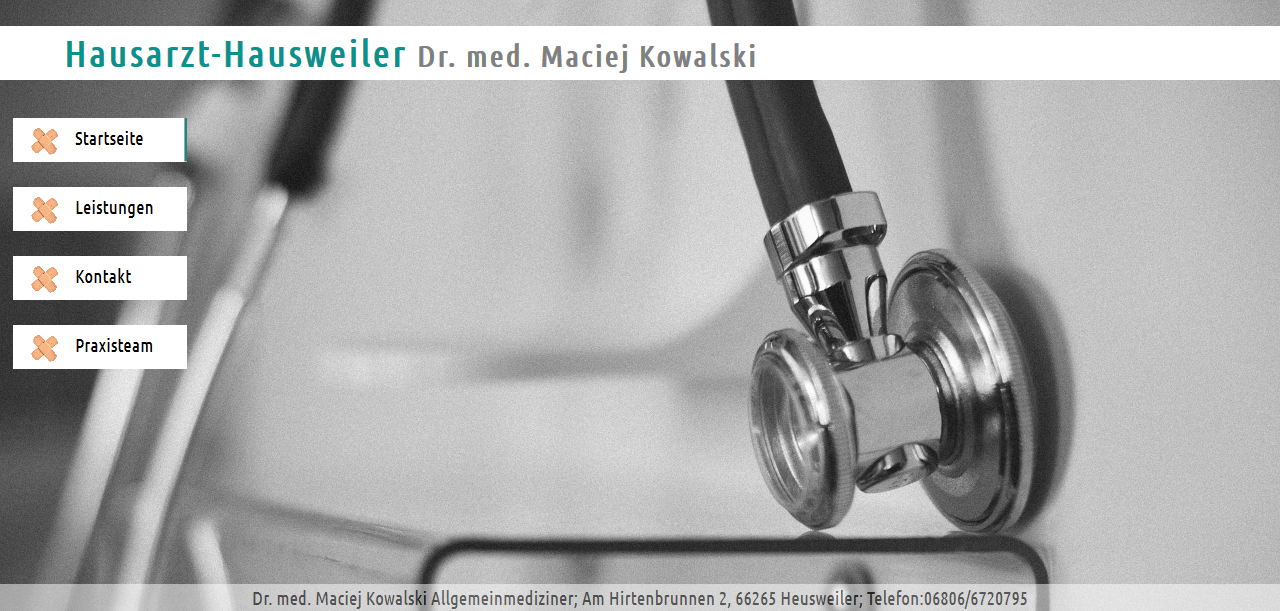 Hausarzt-Hausweiler Dr. med. Maciej Kowalski
Startseite
Leistungen
Kontakt
Praxisteam
Dr. med. Maciej Kowalski Allgemeinmediziner; Am Hirtenbrunnen 2, 66265 Heusweiler; Telefon:06806/6720795